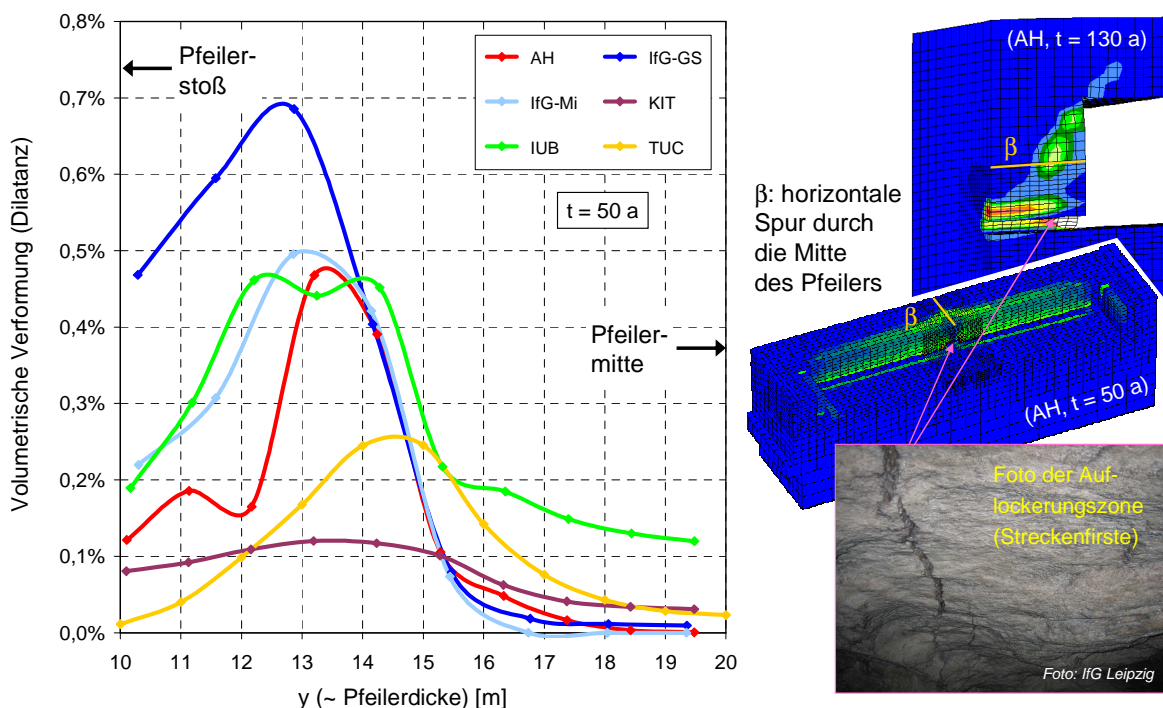 0,8%
0,7%
0,6%
0,5%
0,4%
0,3%
0,2%
0,1%
0,0%
Volumetrische Verformung (Dilatanz)
10 11 12 13 14 15 16 17 18 19 20
y (~ Pfeilerdicke) [m]
Pfeiler-
stoß
AH
IfG-GS
IfG-Mi
KIT
IUB
TUC
t = 50 a
Pfeiler-
mitte
(AH, t = 130 a)
β
β: horizontale
Spur durch
die Mitte
des Pfeilers
β
(AH, t = 50 a)
Foto der Auf-
lockerungszone
(Streckenfirste)
Foto: IfG Leipzig